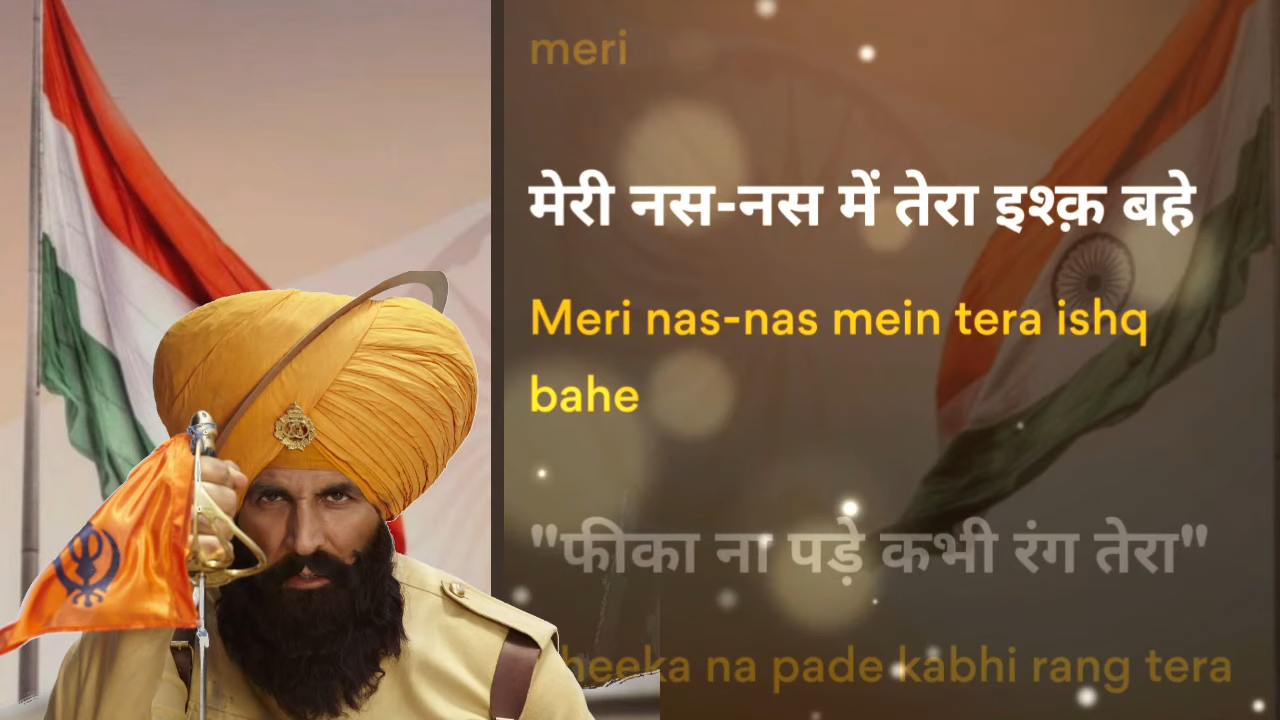 meri
मेरी नस-नस में तेरा इश्क़ बहे
Meri nas-nas mein tera ishq
bahe
"फीका ना पड़े कभी रंग तेरा"
heeka na pade kabhi rang tera